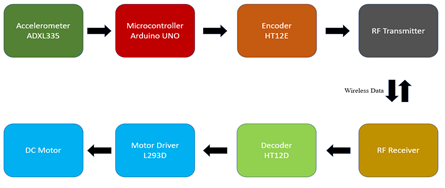 Accelerometer
ADXL335
Microcontroller
Arduino UNO
Encoder
HT12E
RF Transmitter
Wireless Data
DC Motor
Motor Driver
L293D
Decoder
HT12D
RF Receiver